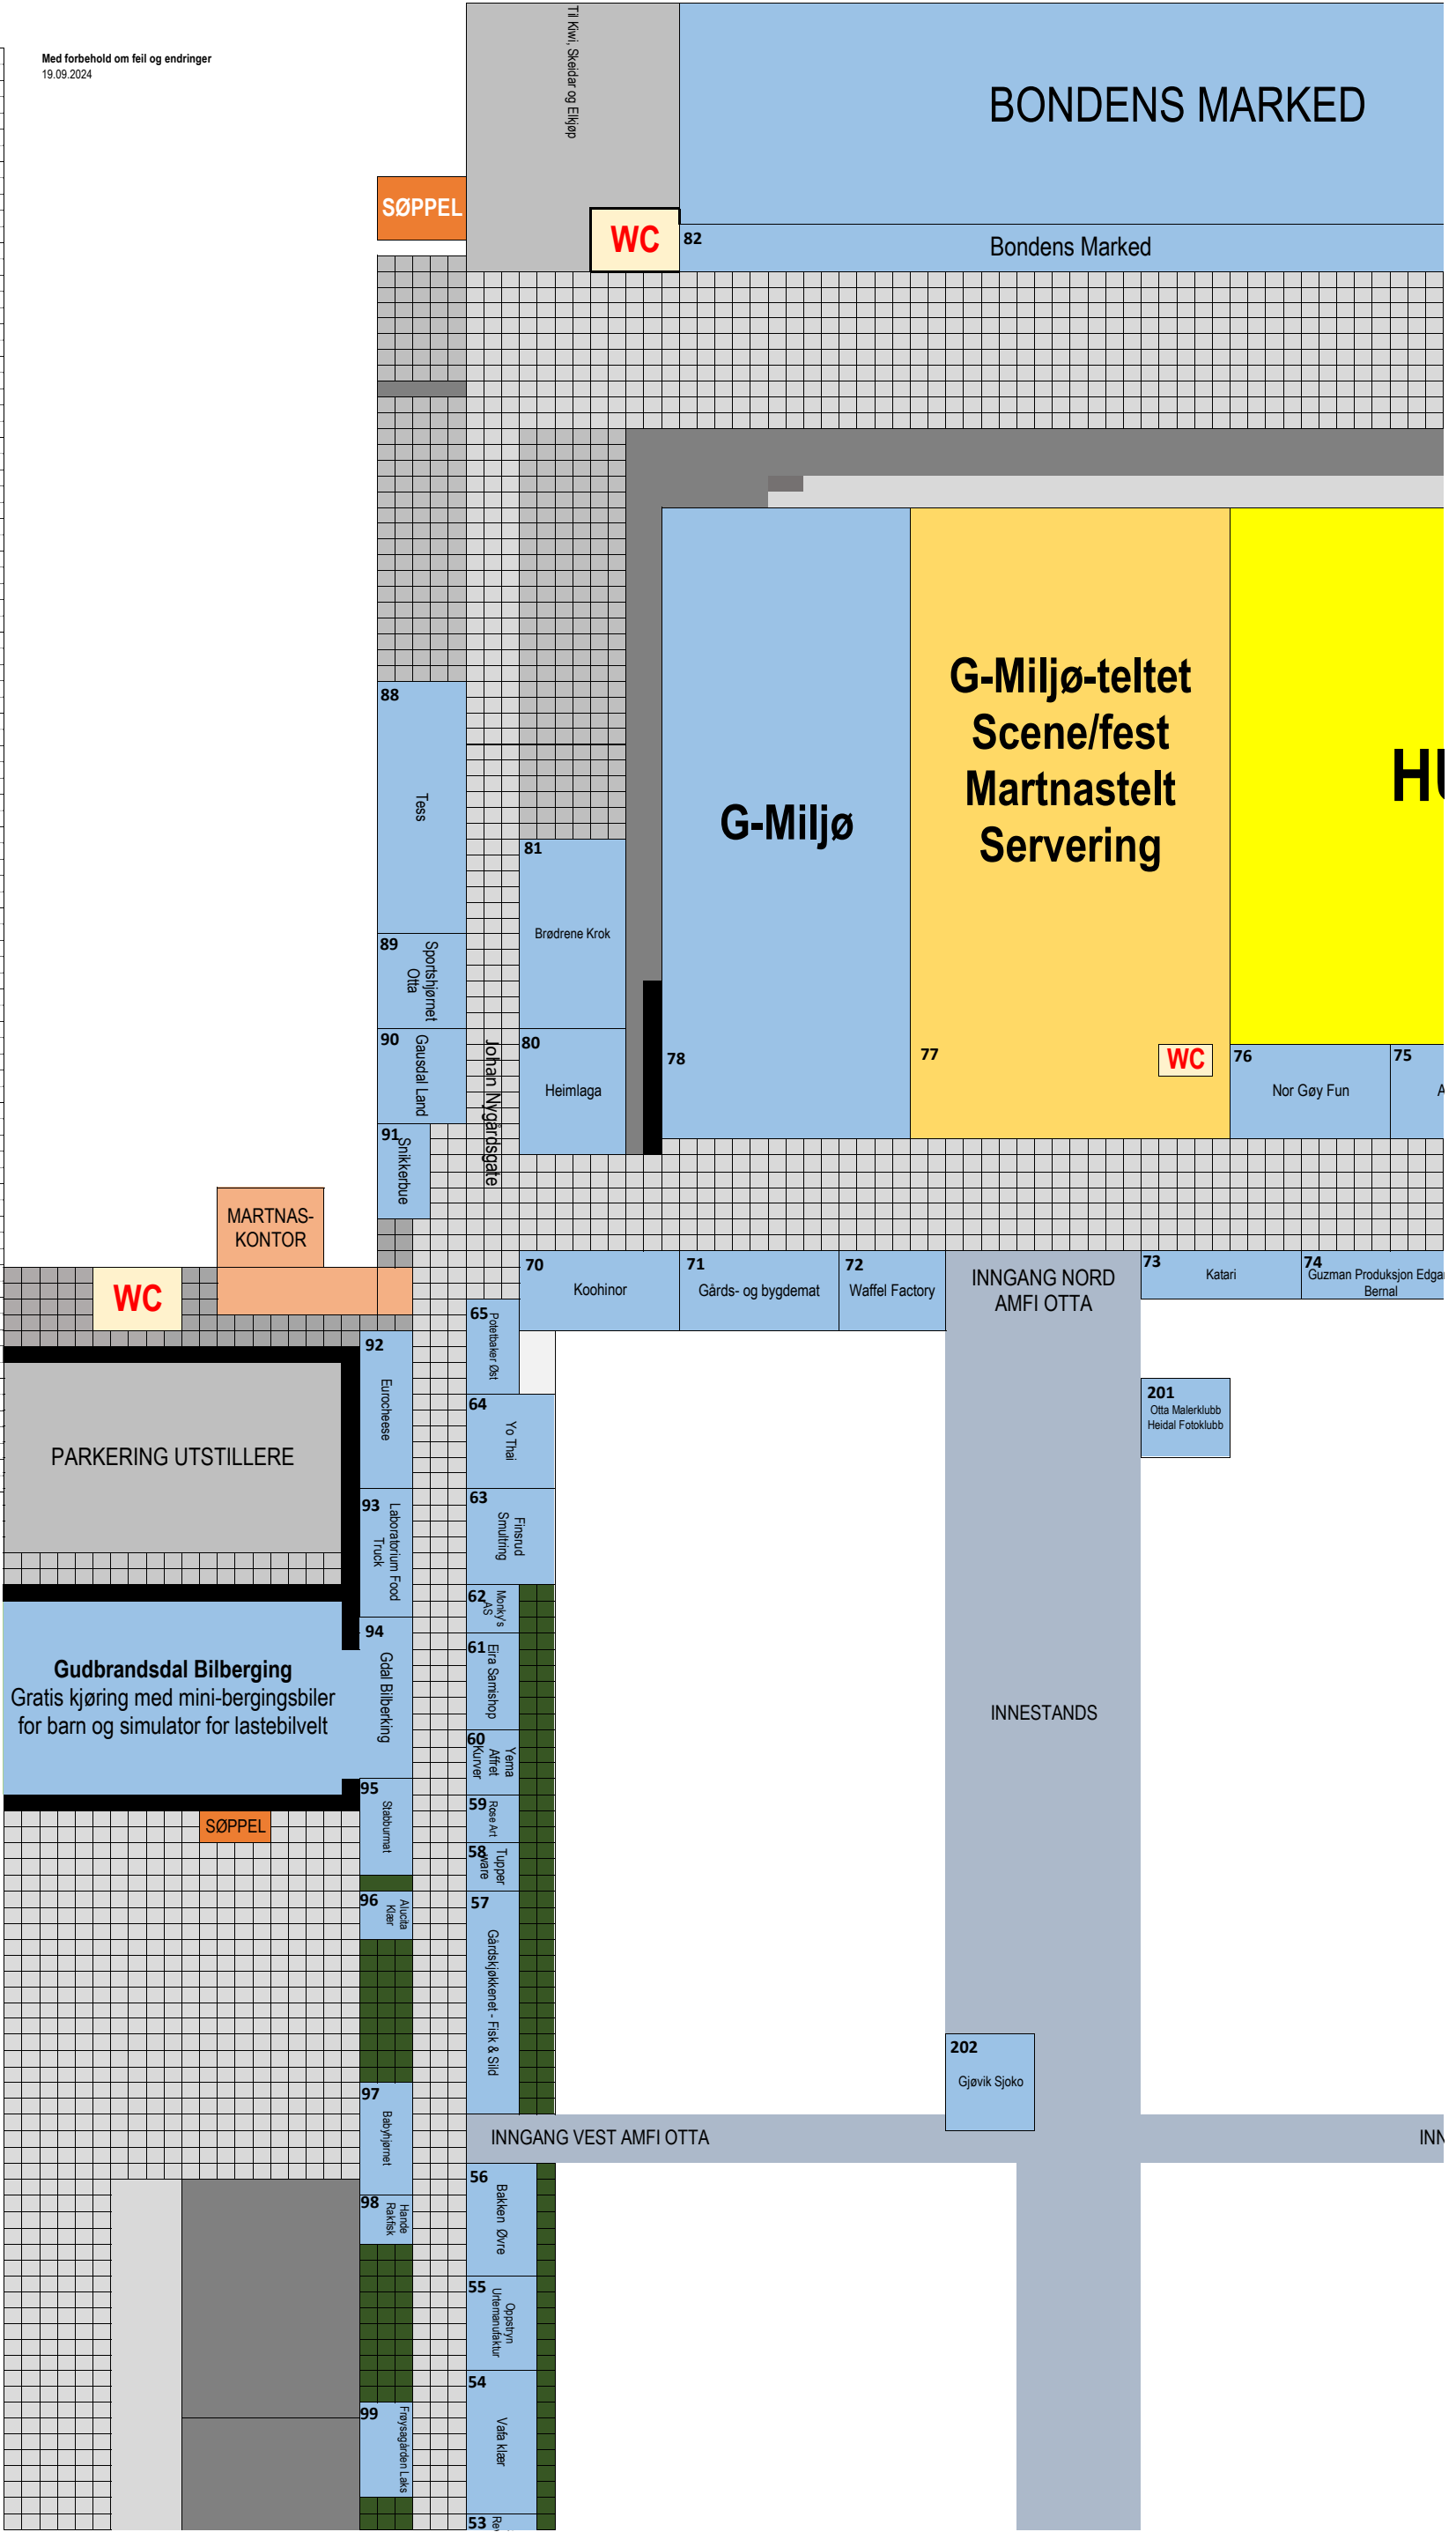 Med forbehold om feil og endringer
19.09.2024
Til Kiwi, Skeidar og Elkjøp
BONDENS MARKED
SØPPEL
WC
82
Bondens Marked
88
Tess
89
Sportshjørnet
Otta
90
Gausdal Land
91
Snikkerbue
Johan Nygårdsgate
81
Brødrene Krok
80
Heimlaga
G-Miljø
78
G-Miljø-teltet
Scene/fest
Martnastelt
Servering
77
WC
HU
76
Nor Gøy Fun
75
A
MARTNAS-
KONTOR
WC
70
Koohinor
71
Gårds- og bygdemat
72
Waffel Factory
INNGANG NORD
AMFI OTTA
73
Katari
74
Guzman Produksjon Edga
Bernal
65
Potetbaker Øst
92
Eurocheese
64
Yo Thai
201
Otta Malerklubb
Heidal Fotoklubb
PARKERING UTSTILLERE
93
Laboratorium Food
Truck
63
Finsrud
Smultring
62
Monky's
AS
94
Gdal Bilberking
61
Eira Samishop
Gudbrandsdal Bilberging
Gratis kjøring med mini-bergingsbiler
for barn og simulator for lastebilvelt
INNESTANDS
60
Yema
Affret
Kurver
95
Stabburmat
59
Rose Art
SØPPEL
58
Tupper
ware
96
Alucita
Klær
57
Gårdskjøkkenet - Fisk & Sild
202
Gjøvik Sjoko
97
Babyhjørnet
INNGANG VEST AMFI OTTA
INN
56
Bakken Øvre
98
Hande
Rakfisk
55
Oppstryn
Urtemanufaktur
54
Vafa klær
99
Frøysagården Laks
53